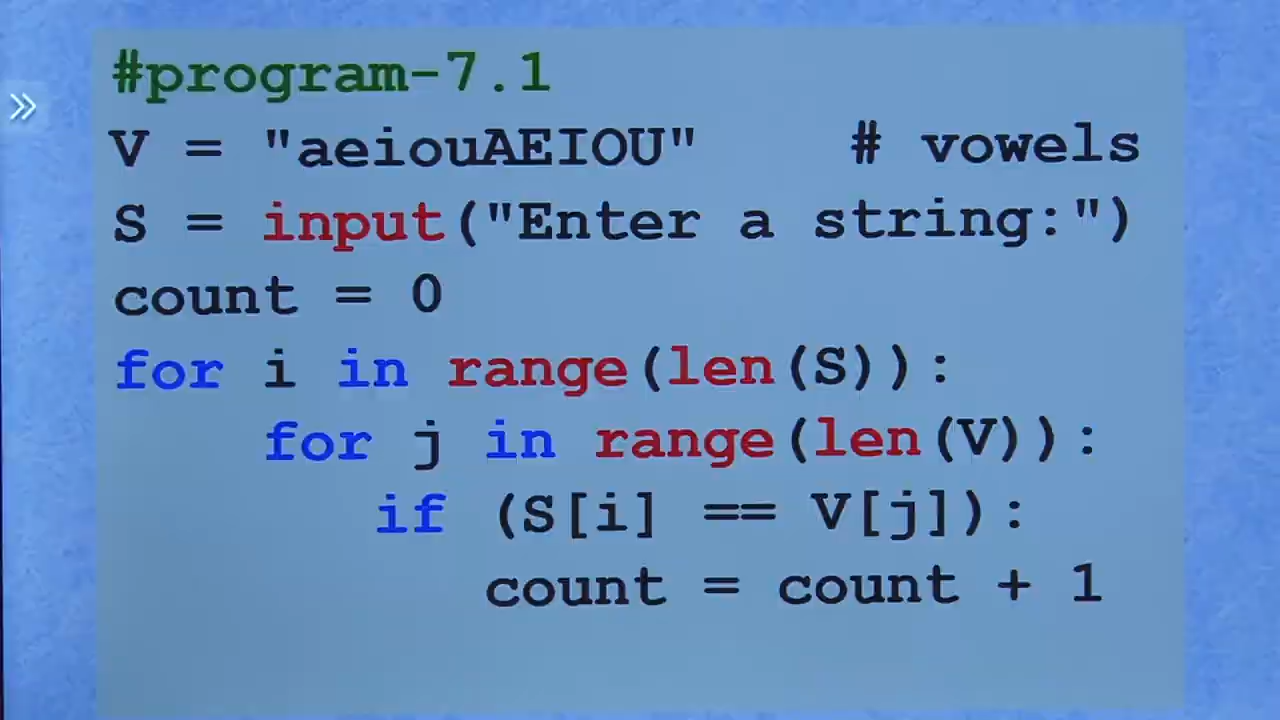 #program-7.1
V = "aeiouAEIOU"    # vowels
S = input("Enter a string:")
count = 0
for i in range(len(S)):
    for j in range(len(V)):
       if (S[i] == V[j]):
          count = count + 1